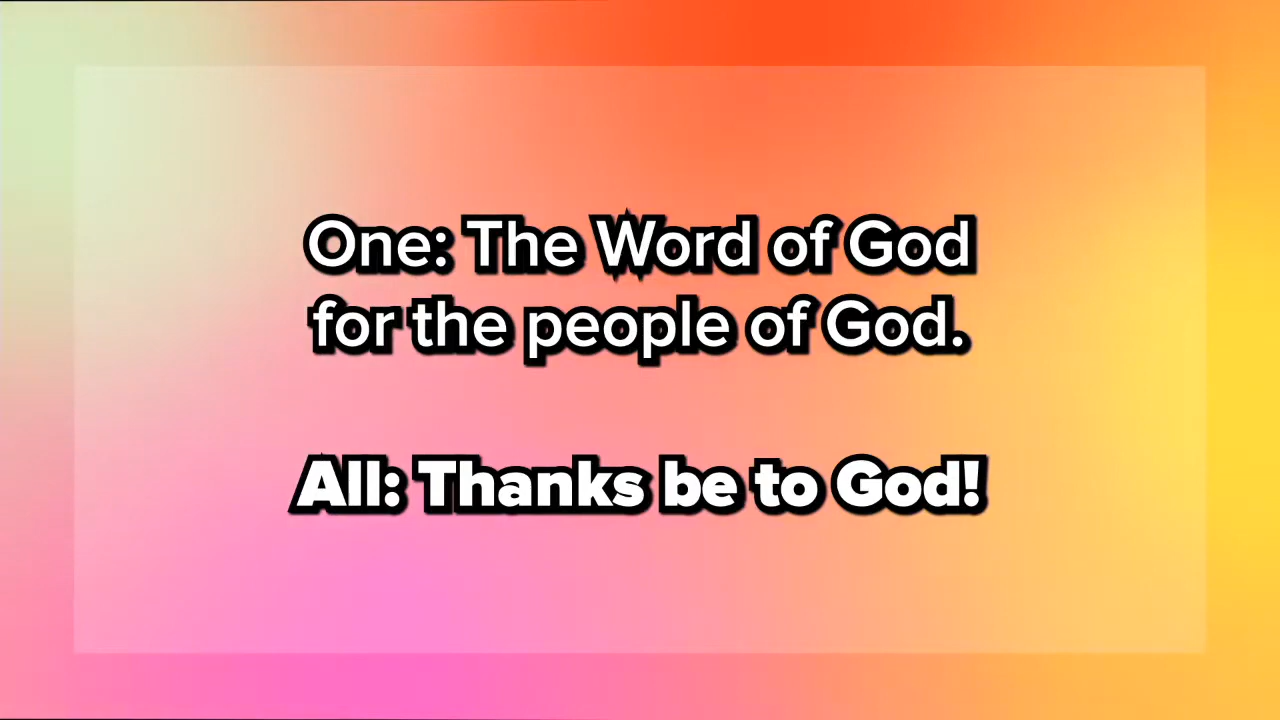 One: The Word of God
for the people of God.
All: Thanks be to God!